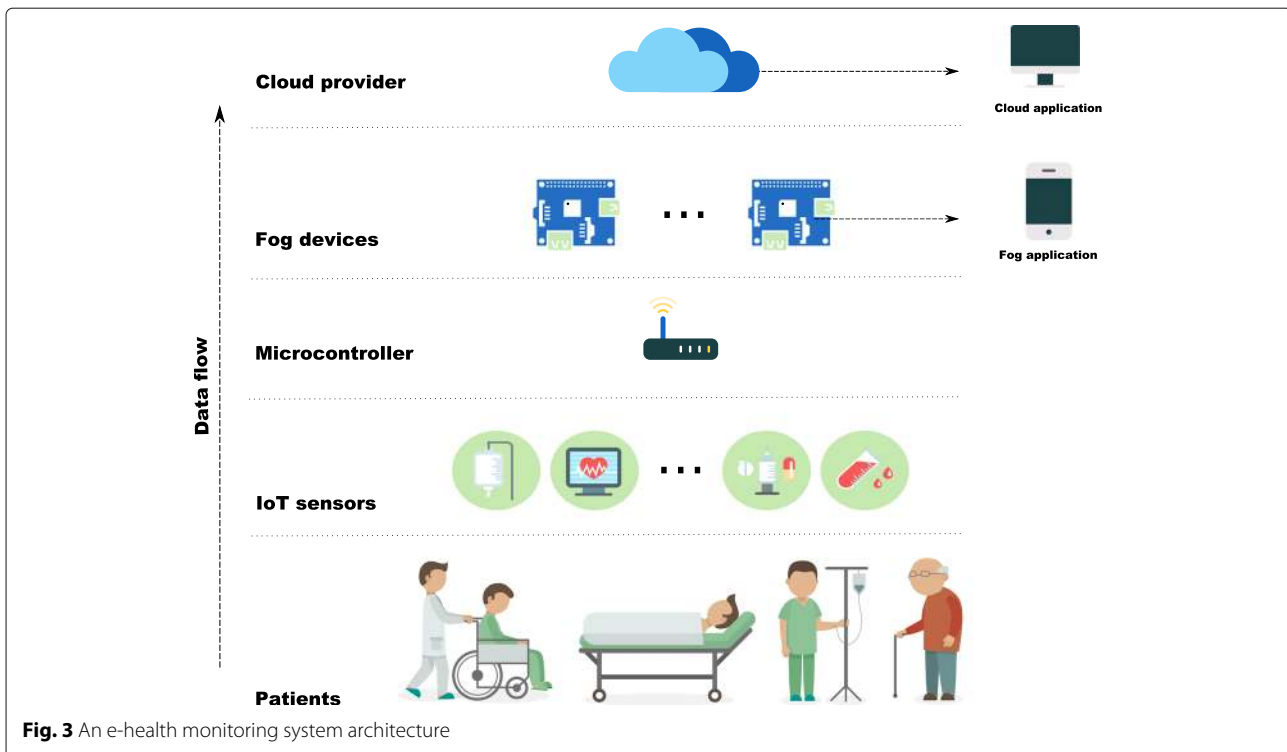 Cloud provider
Cloud application
Fog devices
Fog application
Microcontroller
Data flow
IoT sensors
Patients
Fig. 3 An e-health monitoring system architecture